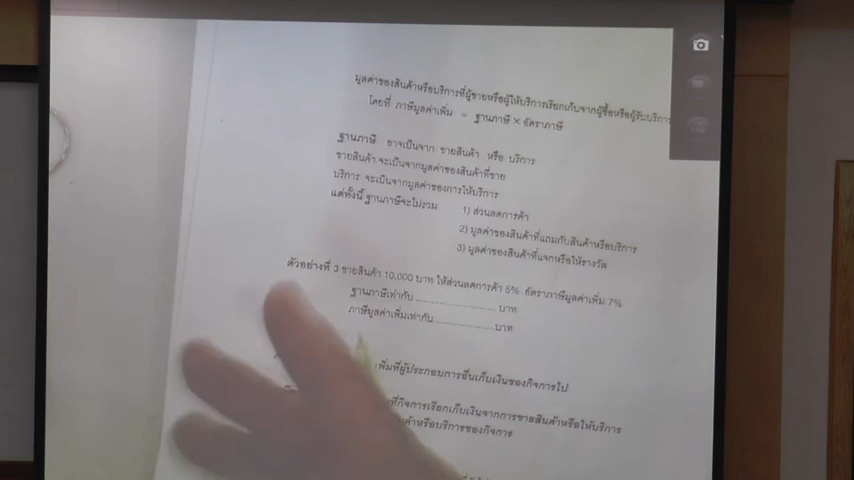 มูลค่าของสินค้าหรือบริการที่ผู้ขายหรือผู้ให้บริการเรียกเก็บจากผู้ซื้อหรือผู้รับบริการ
โดยที่ ภาษีมูลค่าเพิ่ม = ฐานภาษี × อัตราภาษี
ฐานภาษี อาจเป็นจาก ขายสินค้า หรือ บริการ
ขายสินค้า จะเป็นจากมูลค่าของสินค้าที่ขาย
บริการ จะเป็นจากมูลค่าของการให้บริการ
แต่ทั้งนี้ ฐานภาษีจะไม่รวม 1) ส่วนลดการค้า
2) มูลค่าของสินค้าที่แถมกับสินค้าหรือบริการ
3) มูลค่าของสินค้าที่แจกหรือให้รางวัล
ตัวอย่างที่ 3 ขายสินค้า 10,000 บาท ให้ส่วนลดการค้า 5% อัตราภาษีมูลค่าเพิ่ม 7%
ฐานภาษีเท่ากับ ............................ บาท
ภาษีมูลค่าเพิ่มเท่ากับ ....................บาท
เพิ่มที่ผู้ประกอบการอื่นเก็บเงินของกิจการไป
ที่กิจการเรียกเก็บเงินจากการขายสินค้าหรือให้บริการ
ค้าหรือบริการของกิจการ